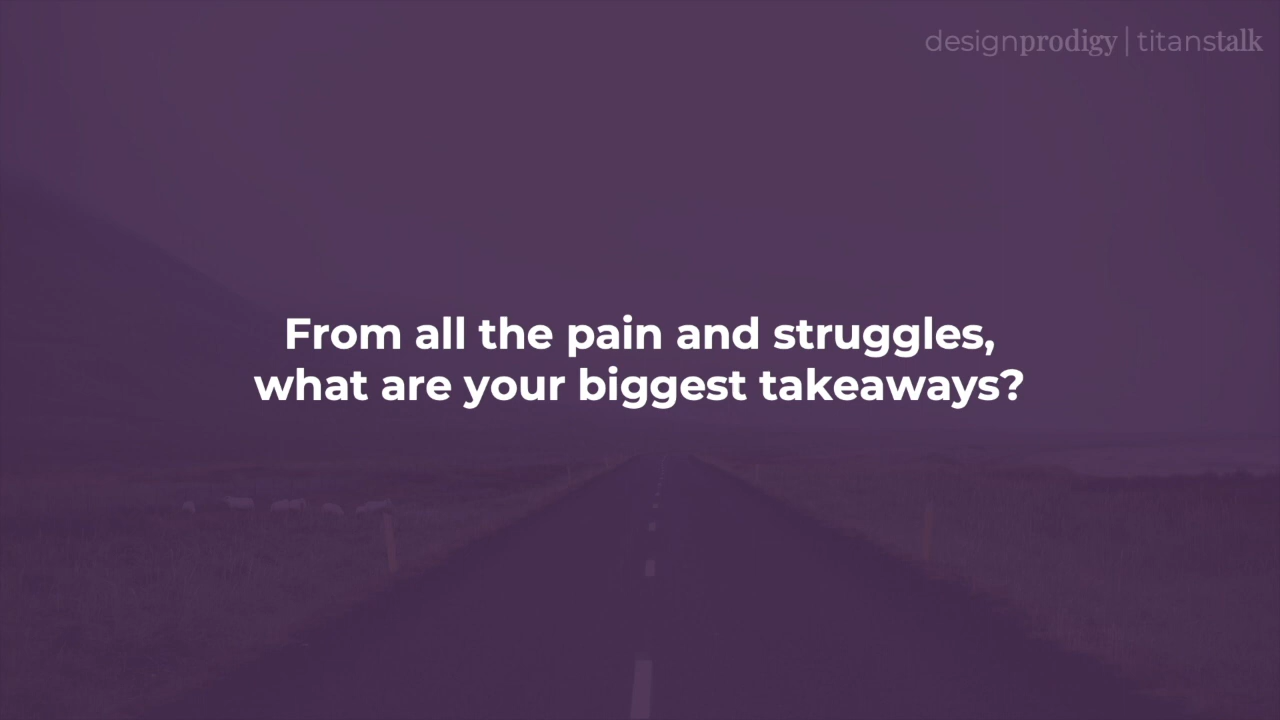 designprodigy | titanstalk
From all the pain and struggles,
what are your biggest takeaways?